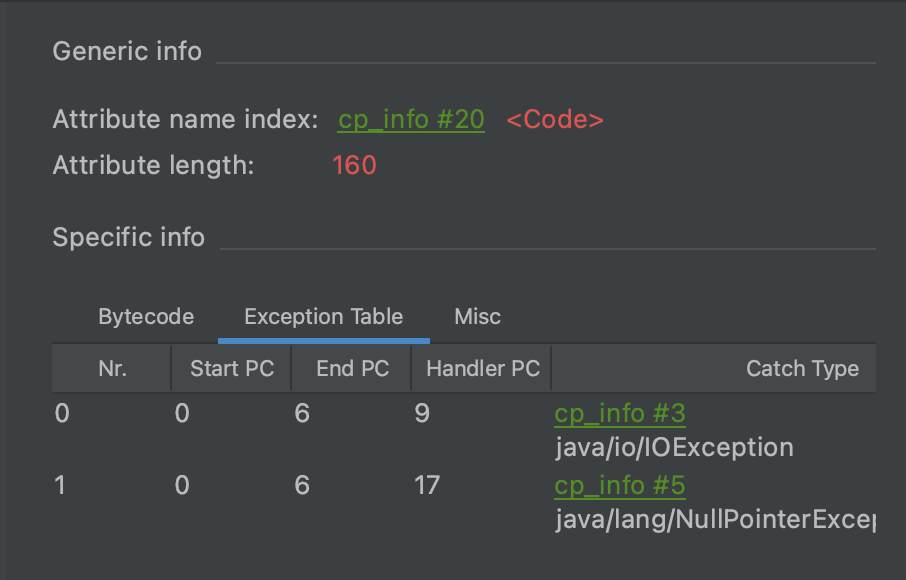 Generic info
Attribute name index: cp_info #20 <Code>
Attribute length: 160
Specific info
Bytecode Exception Table Misc
Nr. Start PC End PC Handler PC Catch Type
0 0 6 9 cp_info #3
java/io/IOException
1 0 6 17 cp_info #5
java/lang/NullPointerExcep